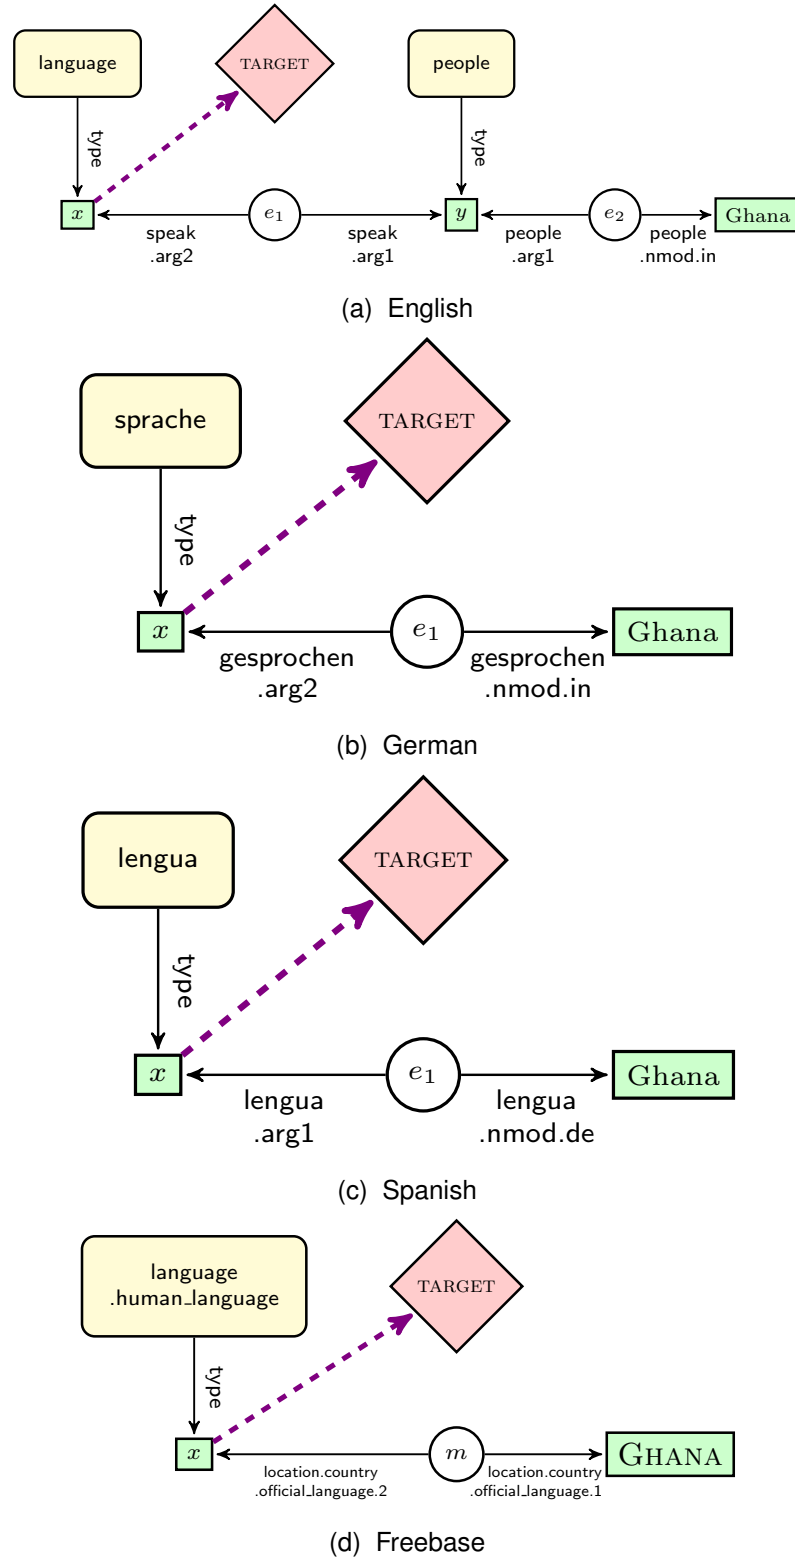 language
TARGET
people
type
type
x
e1
y
e2
Ghana
speak
.arg2
speak
.arg1
people
.arg1
people
.nmod.in
(a) English
sprache
TARGET
type
x
e1
Ghana
gesprochen
.arg2
gesprochen
.nmod.in
(b) German
lengua
TARGET
type
x
e1
Ghana
lengua
.arg1
lengua
.nmod.de
(c) Spanish
language
.human_language
TARGET
type
x
m
GHANA
location.country
.official_language.2
location.country
.official_language.1
(d) Freebase